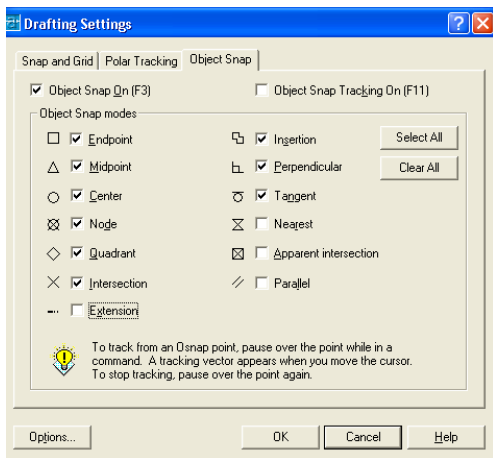 Drafting Settings
Snap and Grid Polar Tracking Object Snap
Object Snap On (F3) Object Snap Tracking On (F11)
Object Snap modes
Endpoint Insertion Select All
Midpoint Perpendicular Clear All
Center Tangent
Node Nearest
Quadrant Apparent intersection
Intersection Parallel
Extension
To track from an Osnap point, pause over the point while in a
command. A tracking vector appears when you move the cursor.
To stop tracking, pause over the point again.
Options... OK Cancel Help